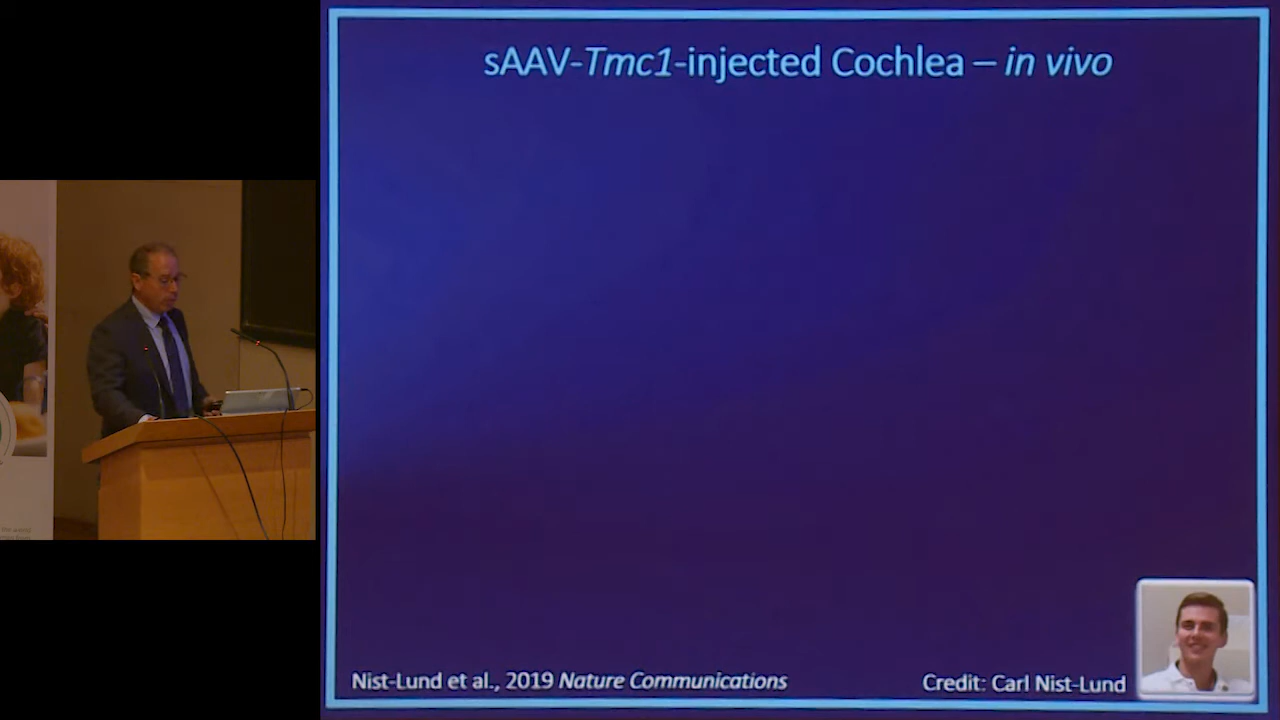 sAAV-Tmc1-injected Cochlea – in vivo
Nist-Lund et al., 2019 Nature Communications
Credit: Carl Nist-Lund